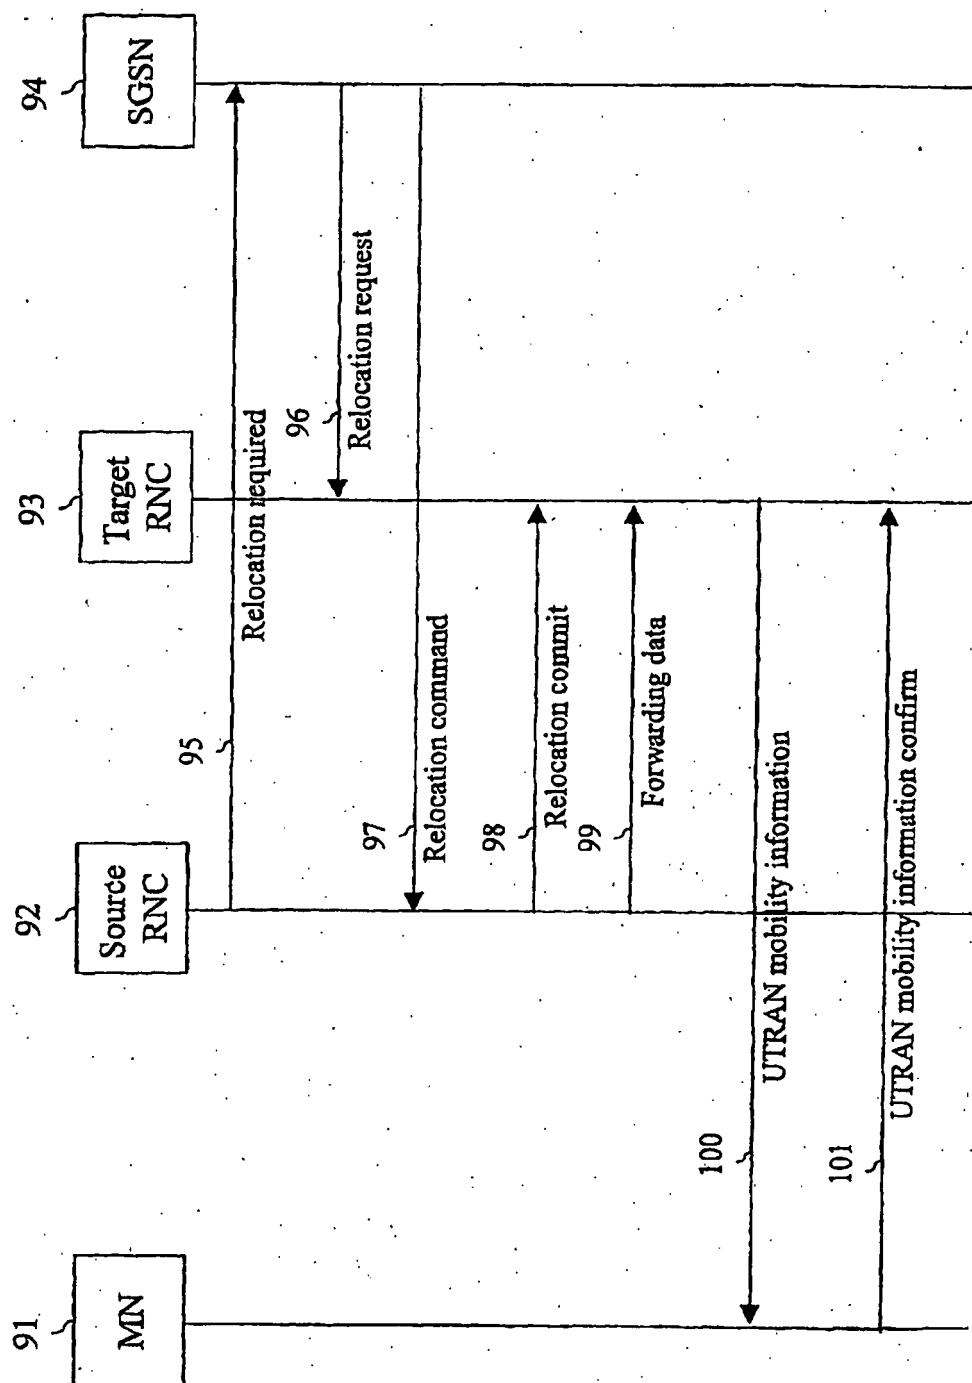 91
MN
92
Source
RNC
93
Target
RNC
94
SGSN
95
Relocation required
96
Relocation request
97
Relocation command
98
Relocation commit
99
Forwarding data
100
UTRAN mobility information
101
UTRAN mobility information confirm